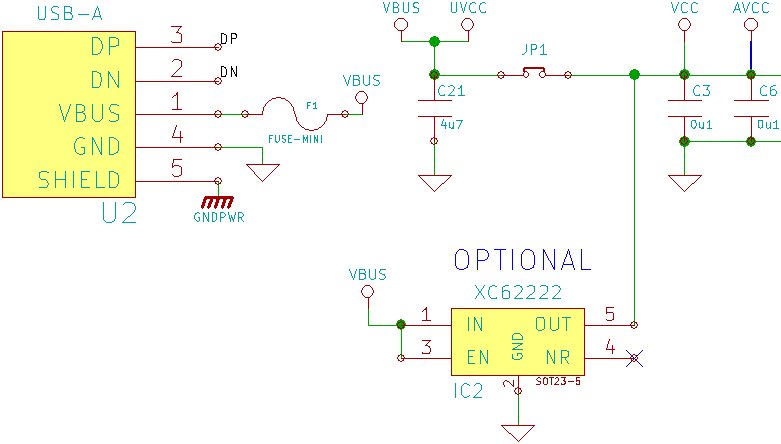 USB-A
DP 3 DP
DN 2 DN
VBUS 1
GND 4
SHIELD 5
U2
F1
FUSE-MINI
VBUS
GNDPWR
VBUS UVCC
JP1
C21
4u7
VCC AVCC
C3
0u1
C6
0u1
OPTIONAL
VBUS
XC62222
1 IN OUT 5
3 EN GND NR 4
2 SOT23-5
IC2